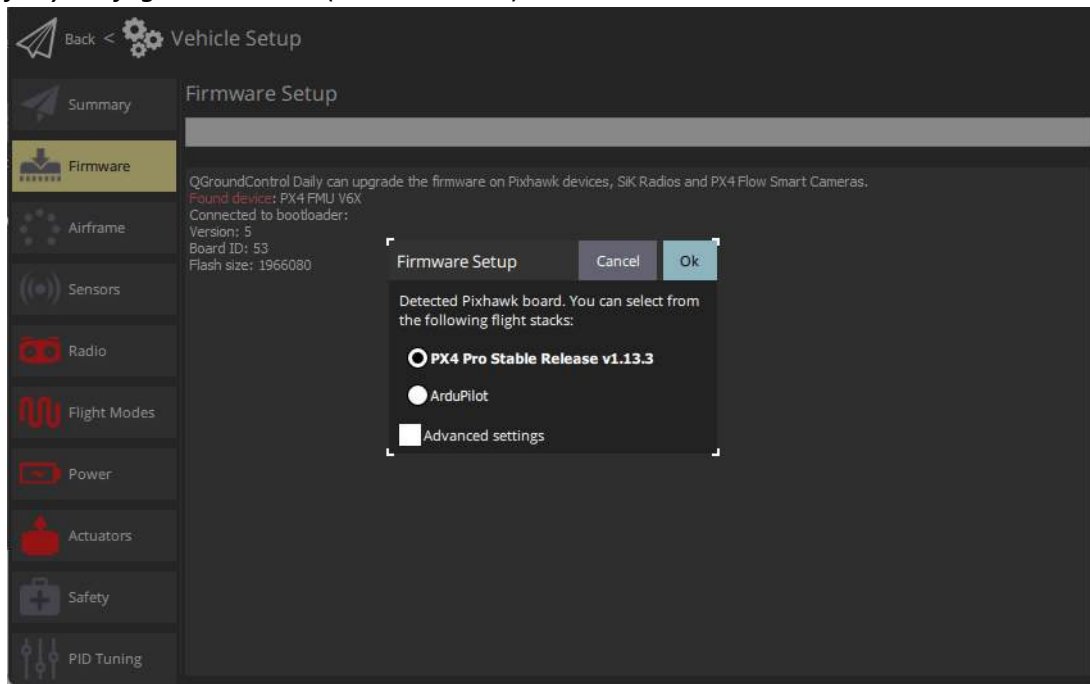 Back < Vehicle Setup
Summary
Firmware
Airframe
Sensors
Radio
Flight Modes
Power
Actuators
Safety
PID Tuning
Firmware Setup
QGroundControl Daily can upgrade the firmware on Pixhawk devices, SiK Radios and PX4 Flow Smart Cameras.
Found device: PX4 FMU V6X
Connected to bootloader:
Version: 5
Board ID: 53
Flash size: 1966080
Firmware Setup Cancel Ok
Detected Pixhawk board. You can select from
the following flight stacks:
PX4 Pro Stable Release v1.13.3
ArduPilot
Advanced settings